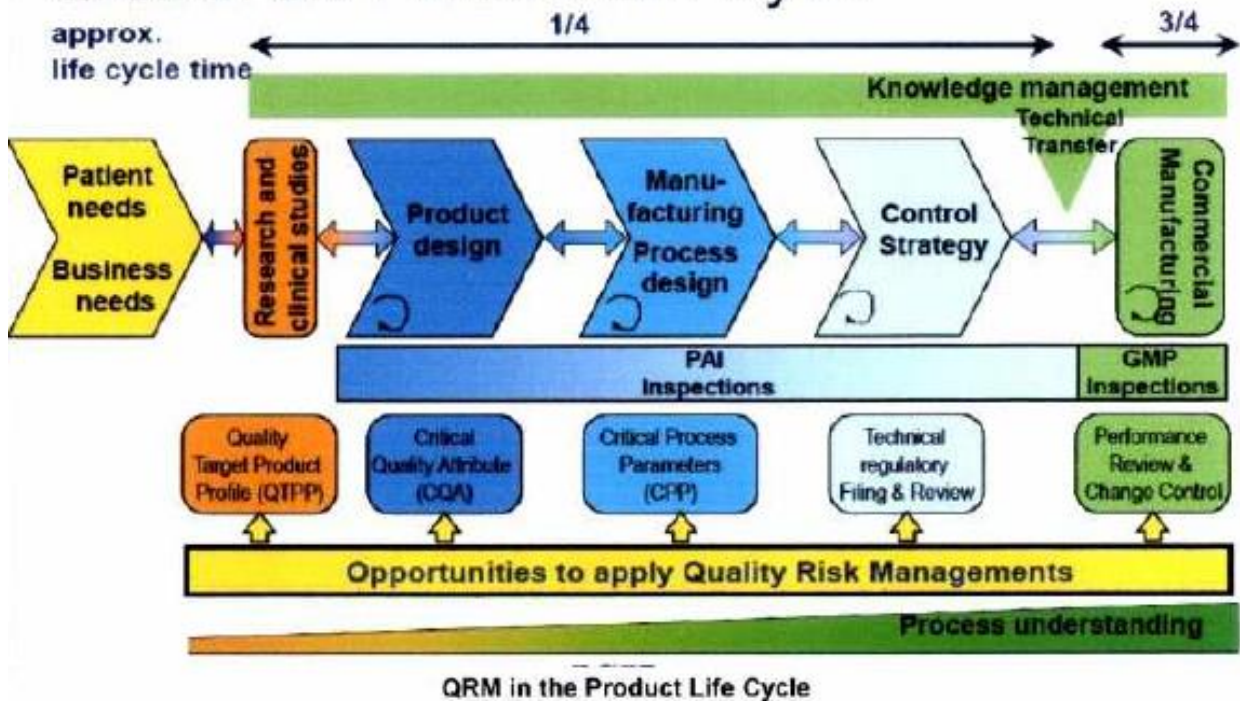 approx.
life cycle time
1/4
3/4
Knowledge management
Technical
Transfer
Patient
needs
Business
needs
Research and
clinical studies
Product
design
Manu-
facturing
Process
design
Control
Strategy
Commercial
Manufacturing
PAI
Inspections
GMP
Inspections
Quality
Target Product
Profile (QTPP)
Critical
Quality Attribute
(CQA)
Critical Process
Parameters
(CPP)
Technical
regulatory
Filing & Review
Performance
Review &
Change Control
Opportunities to apply Quality Risk Managements
Process understanding
QRM in the Product Life Cycle